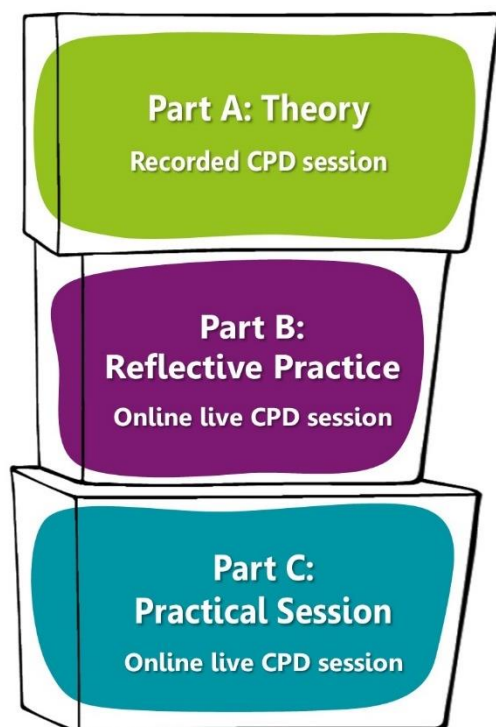 Part A: Theory
Recorded CPD session
Part B:
Reflective Practice
Online live CPD session
Part C:
Practical Session
Online live CPD session